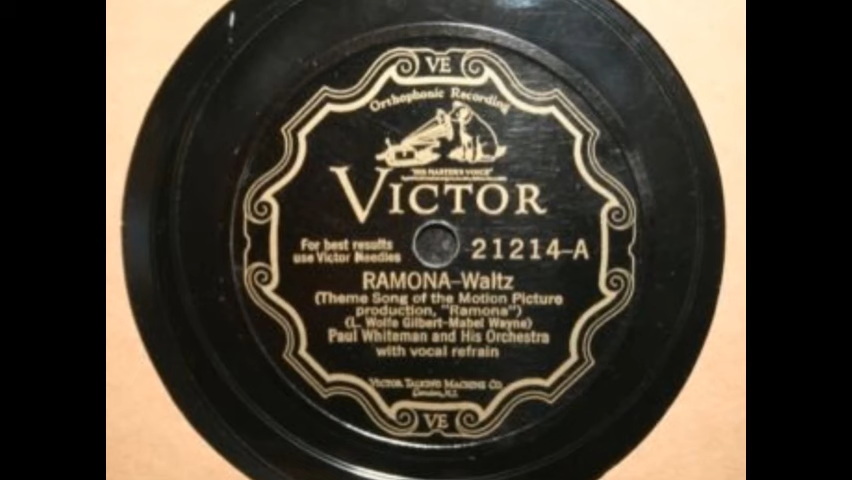 VE
Orthophonic Recording
"HIS MASTER'S VOICE"
VICTOR
For best results
use Victor Needles
21214-A
RAMONA-Waltz
(Theme Song of the Motion Picture
production, "Ramona")
(L. Wolfe Gilbert-Mabel Wayne)
Paul Whiteman and His Orchestra
with vocal refrain
VICTOR TALKING MACHINE CO.
Camden, N.J.
VE